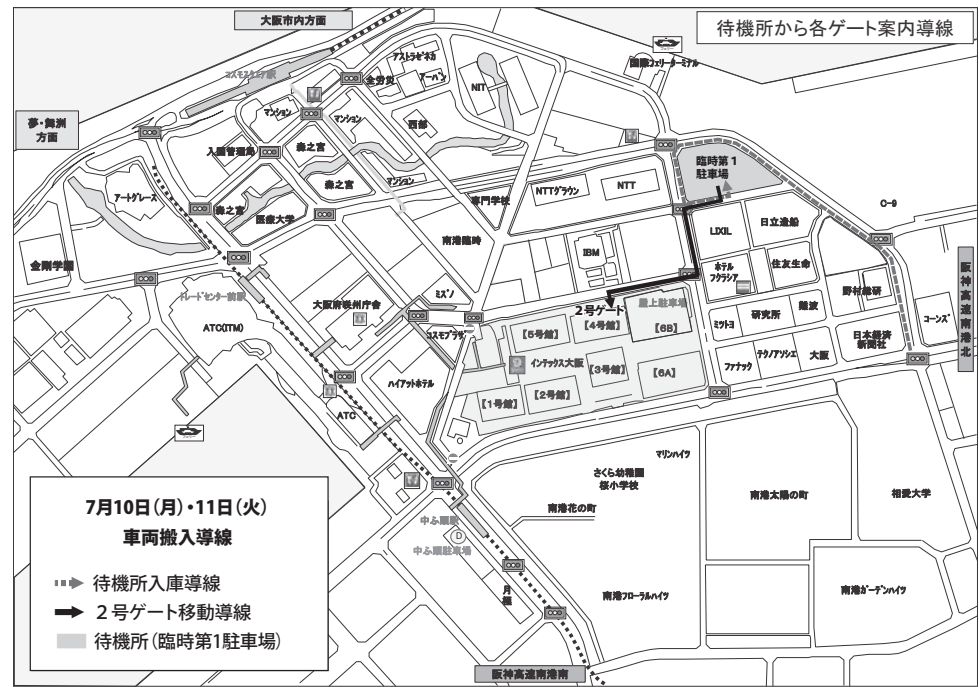 大阪市内方面
待機所から各ゲート案内導線
アストラゼネカ
国際フェリーターミナル
コスモスクエア駅
全労災
アーバン
NIT
夢・舞洲
方面
マンション
マンション
西部
入国管理局
森之宮
臨時第1
駐車場
森之宮
マンション
NTTグラウン
NTT
アートグレース
森之宮
医療大学
専門学校
C-9
LIXIL
日立造船
南港臨時
IBM
金剛学園
ホテル
フクラシア
住友生命
阪神高速南港北
トレードセンター前駅
大阪府咲州庁舎
ミズノ
野村総研
2号ゲート
屋上駐車場
研究所
難波
ATC(ITM)
コスモプラザ
【5号館】
【4号館】
【6B】
ミツトヨ
コーンズ
日本経済
新聞社
インテックス大阪
【3号館】
テクノアソシエ
大阪
ファナック
ハイアットホテル
【6A】
【1号館】
【2号館】
ATC
マリンハイツ
さくら幼稚園
桜小学校
7月10日(月)・11日(火)
車両搬入導線
南港花の町
南港太陽の町
相愛大学
中ふ頭駅
D
中ふ頭駐車場
待機所入庫導線
2号ゲート移動導線
待機所(臨時第1駐車場)
月極
南港フローラルハイツ
南港ガーデンハイツ
阪神高速南港南